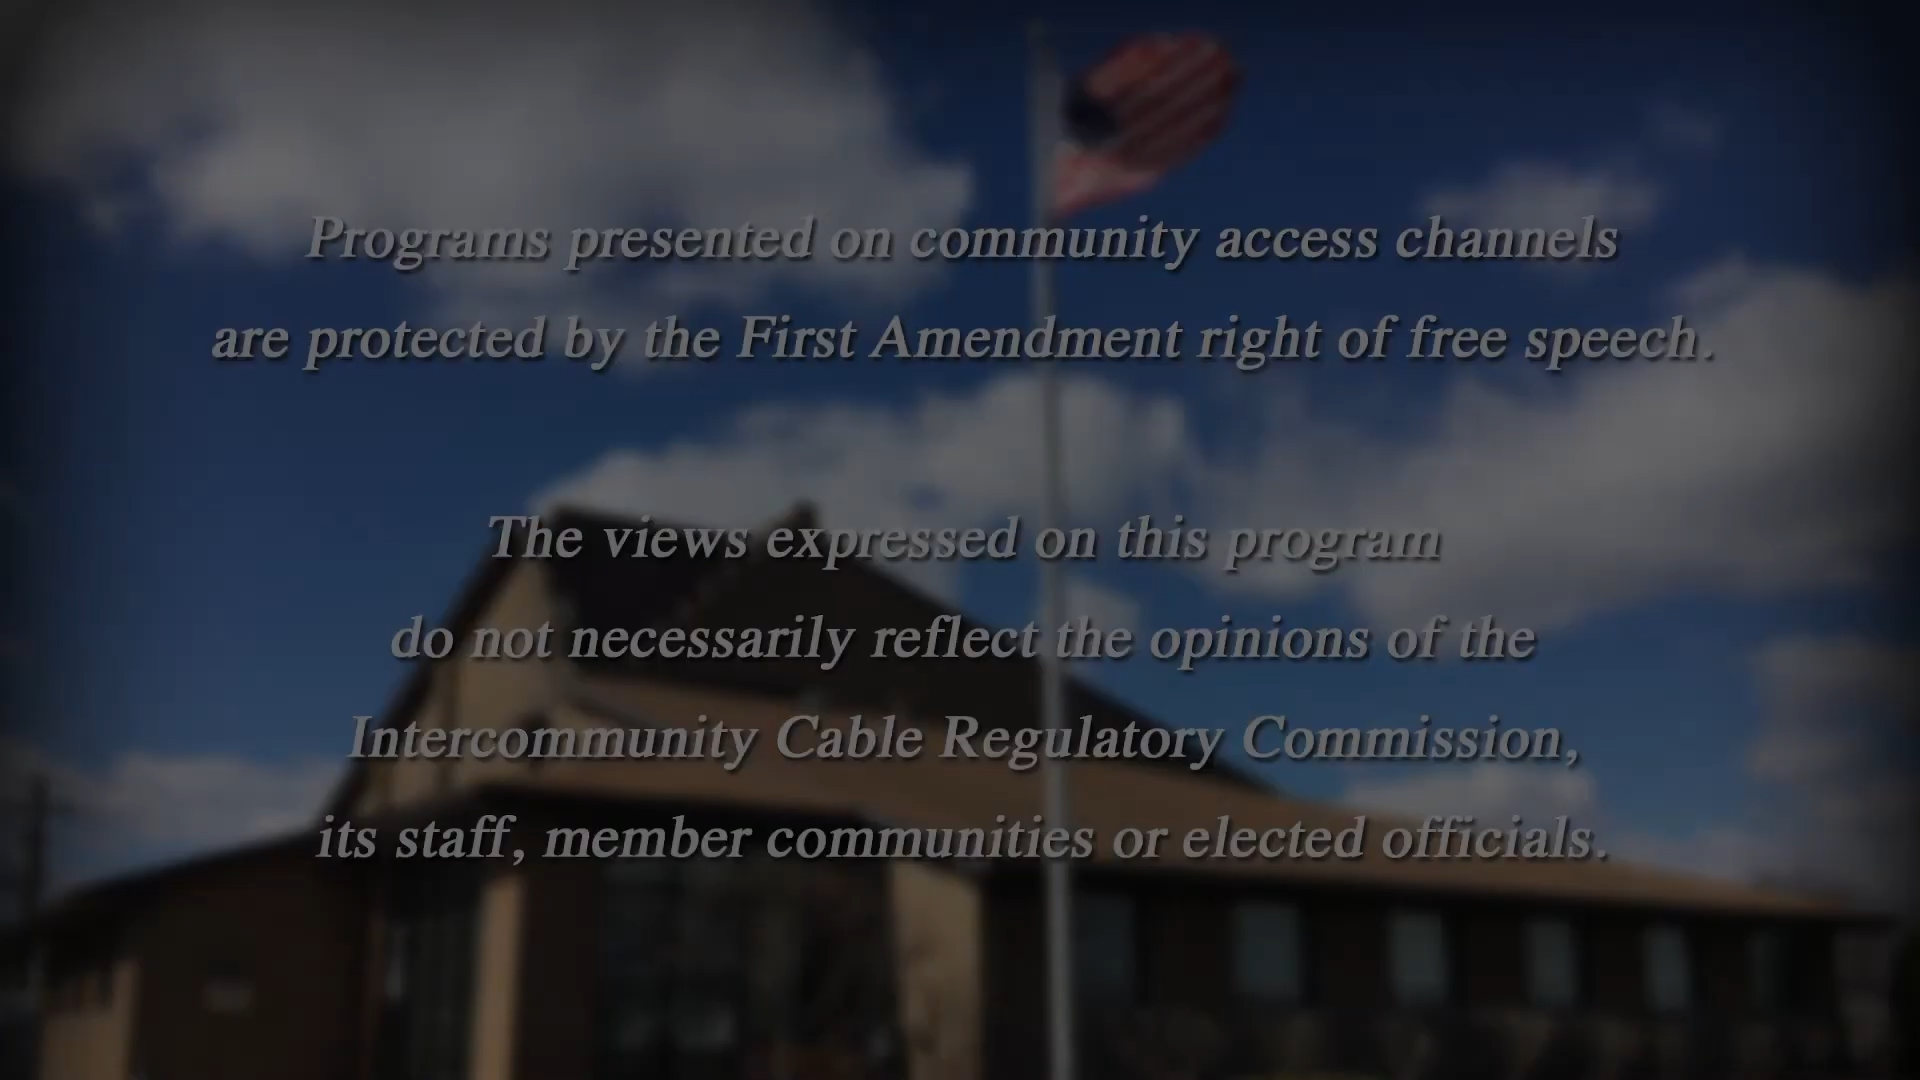 Programs presented on community access channels
are protected by the First Amendment right of free speech.
The views expressed on this program
do not necessarily reflect the opinions of the
Intercommunity Cable Regulatory Commission,
its staff, member communities or elected officials.